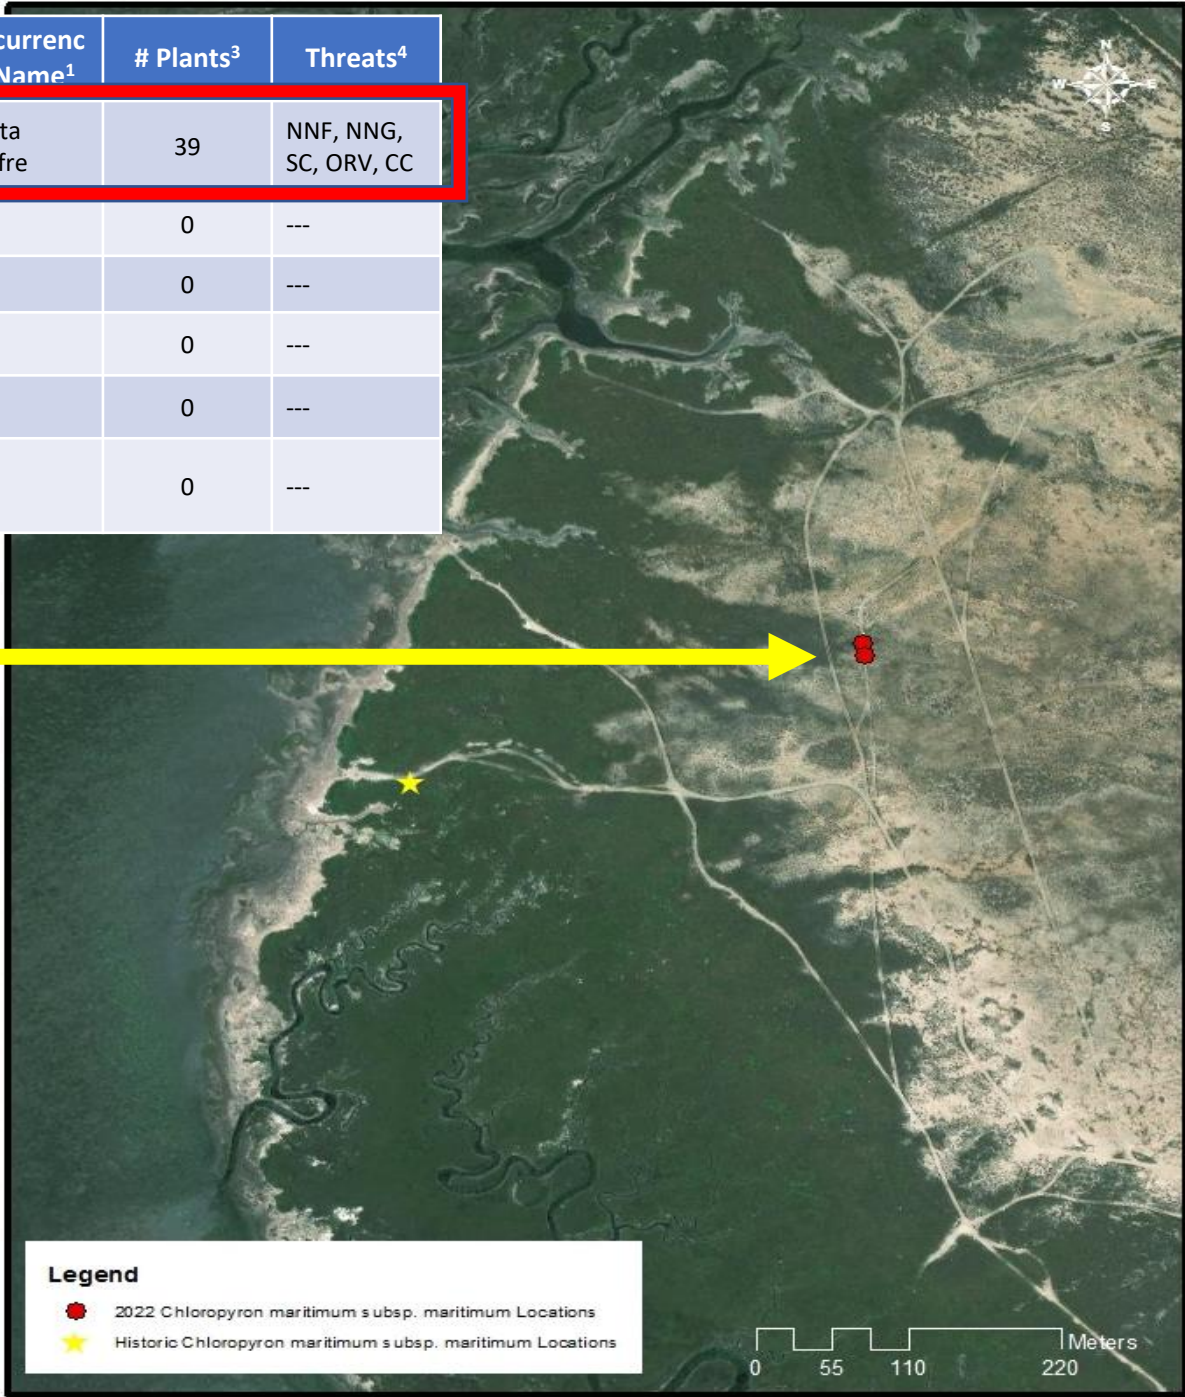 currenc
Name¹
# Plants³
Threats⁴
ta
fre
39
NNF, NNG,
SC, ORV, CC
0
---
0
---
0
---
0
---
0
---
N
W
E
S
Legend
2022 Chloropyron maritimum subsp. maritimum Locations
Historic Chloropyron maritimum subsp. maritimum Locations
Meters
0
55
110
220